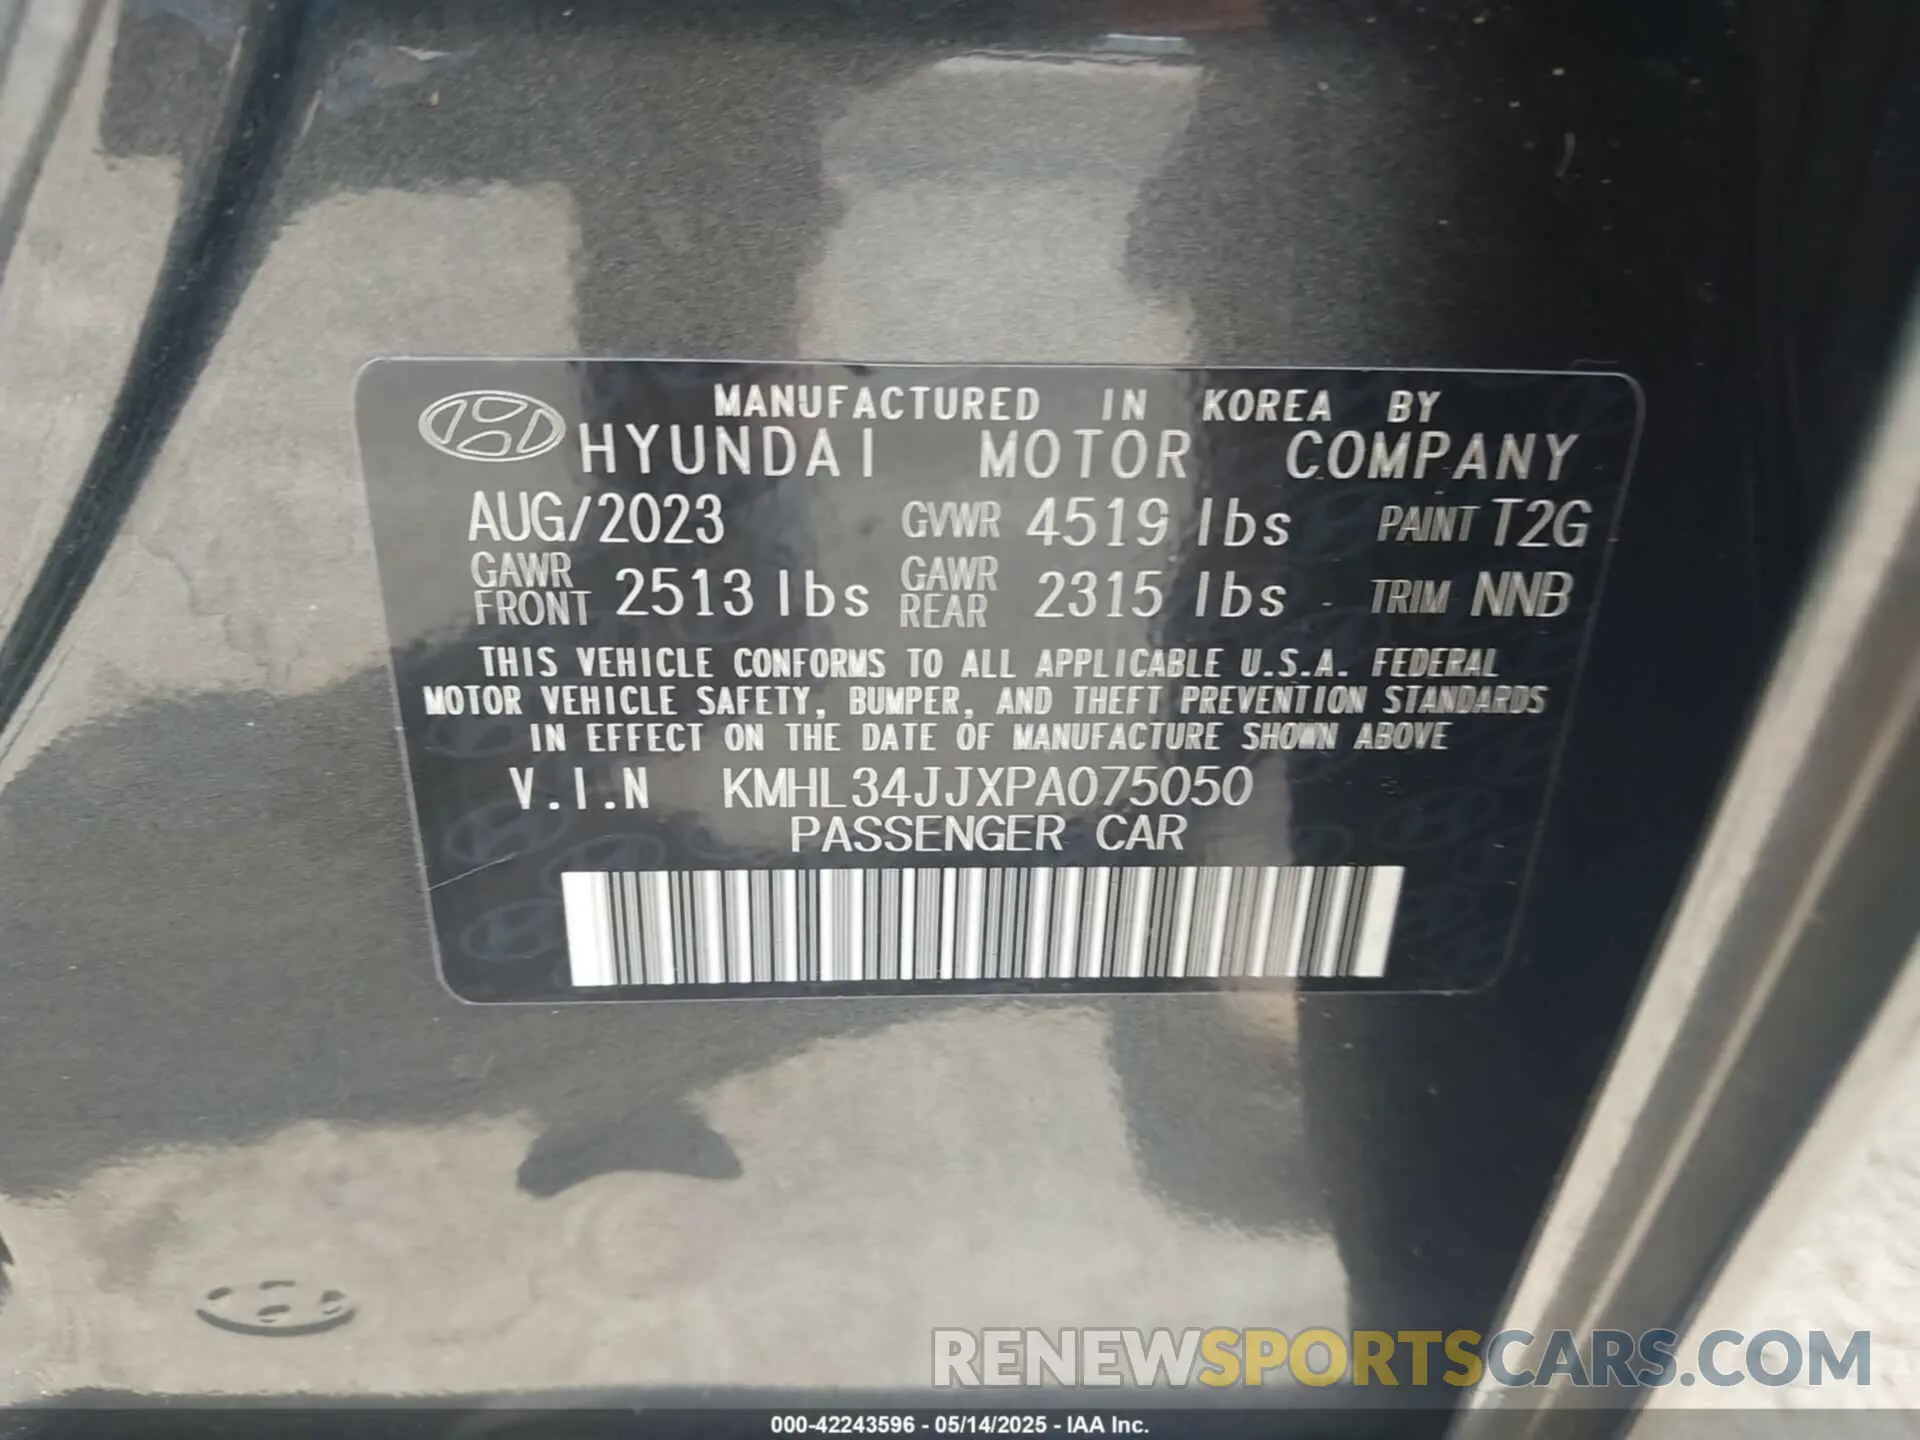 MANUFACTURED IN KOREA BY
HYUNDAI MOTOR COMPANY
AUG/2023 GVWR 4519 lbs PAINT T2G
GAWR FRONT 2513 lbs GAWR REAR 2315 lbs TRIM NNB
THIS VEHICLE CONFORMS TO ALL APPLICABLE U.S.A. FEDERAL
MOTOR VEHICLE SAFETY, BUMPER, AND THEFT PREVENTION STANDARDS
IN EFFECT ON THE DATE OF MANUFACTURE SHOWN ABOVE
V.I.N KMHL34JJXPA075050
PASSENGER CAR
RENEWSPORTSCARS.COM
000-42243596 - 05/14/2025 - IAA Inc.